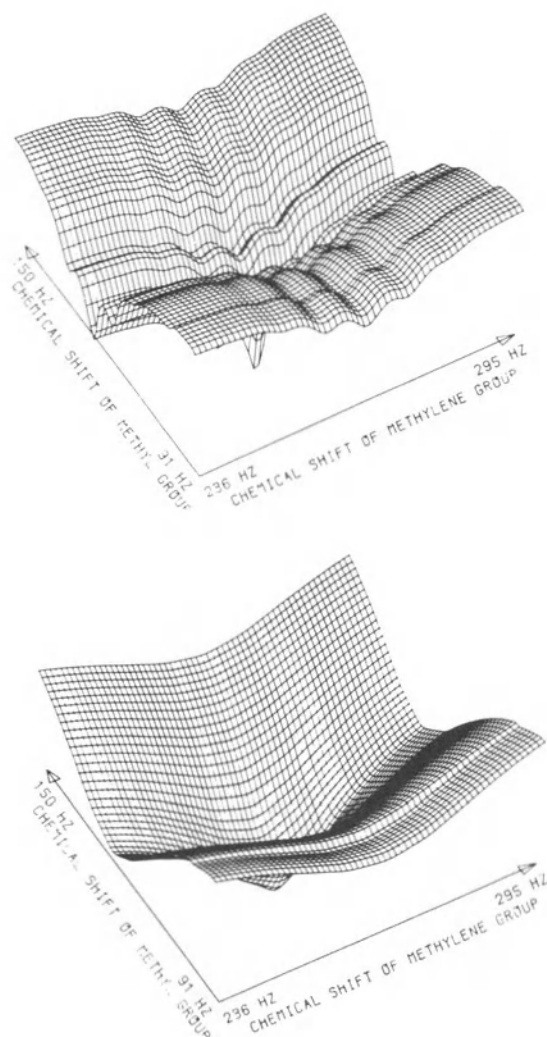 150 HZ
CHEMICAL SHIFT OF METHYL GROUP
91 HZ
236 HZ
295 HZ
CHEMICAL SHIFT OF METHYLENE GROUP
150 HZ
CHEMICAL SHIFT OF METHYL GROUP
91 HZ
236 HZ
295 HZ
CHEMICAL SHIFT OF METHYLENE GROUP